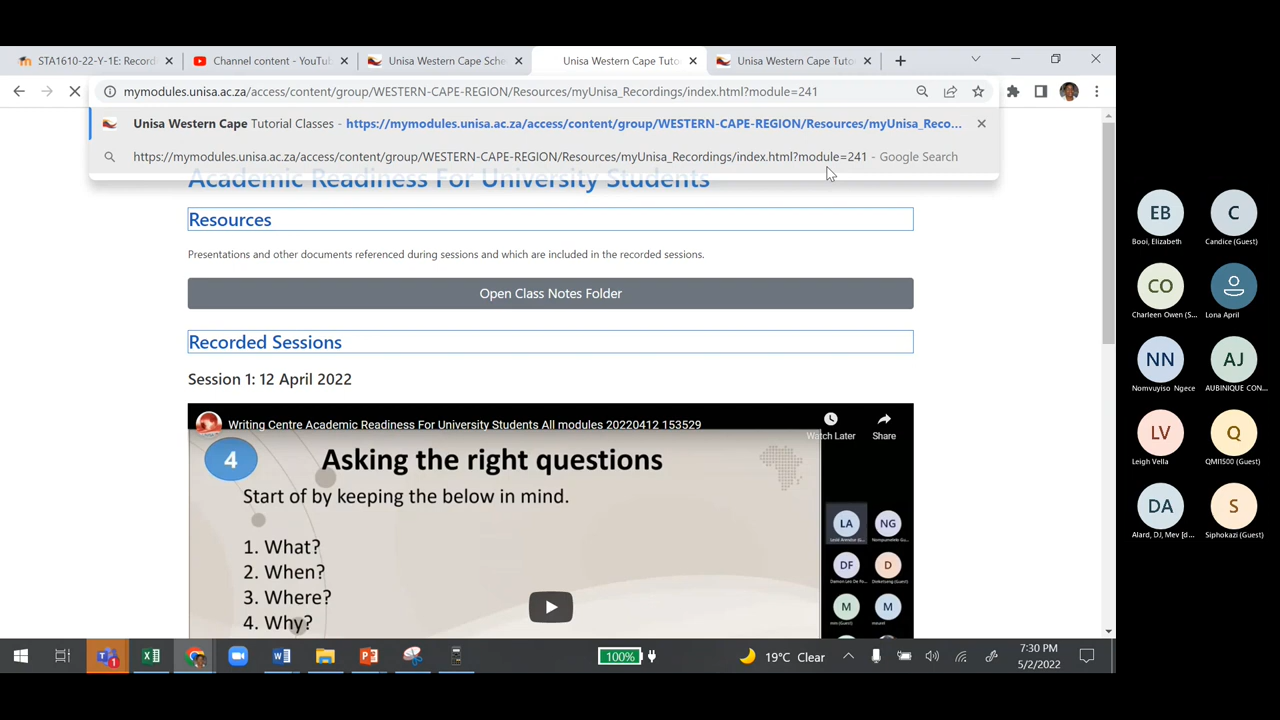 STA1610-22-Y-1E: Record
Channel content - YouTu
Unisa Western Cape Sche
Unisa Western Cape Tuto
Unisa Western Cape Tuto
mymodules.unisa.ac.za/access/content/group/WESTERN-CAPE-REGION/Resources/myUnisa_Recordings/index.html?module=241
Unisa Western Cape Tutorial Classes - https://mymodules.unisa.ac.za/access/content/group/WESTERN-CAPE-REGION/Resources/myUnisa_Reco...
https://mymodules.unisa.ac.za/access/content/group/WESTERN-CAPE-REGION/Resources/myUnisa_Recordings/index.html?module=241 - Google Search
Academic Readiness For University Students
Resources
Presentations and other documents referenced during sessions and which are included in the recorded sessions.
Open Class Notes Folder
Recorded Sessions
Session 1: 12 April 2022
Writing Centre Academic Readiness For University Students All modules 20220412 153529
Watch Later
Share
4
Asking the right questions
Start of by keeping the below in mind.
1. What?
2. When?
3. Where?
4. Why?
LA
NG
DF
D
M
M
EB
Booi, Elizabeth
C
Candice (Guest)
CO
Charleen Owen (S...
Lona April
NN
Nomvuyiso Ngece
AJ
AUBINIQUE CON...
LV
Leigh Vella
Q
QMI1500 (Guest)
DA
Alard, DJ, Mev [d...
S
Siphokazi (Guest)
1
100%
19°C Clear
7:30 PM
5/2/2022